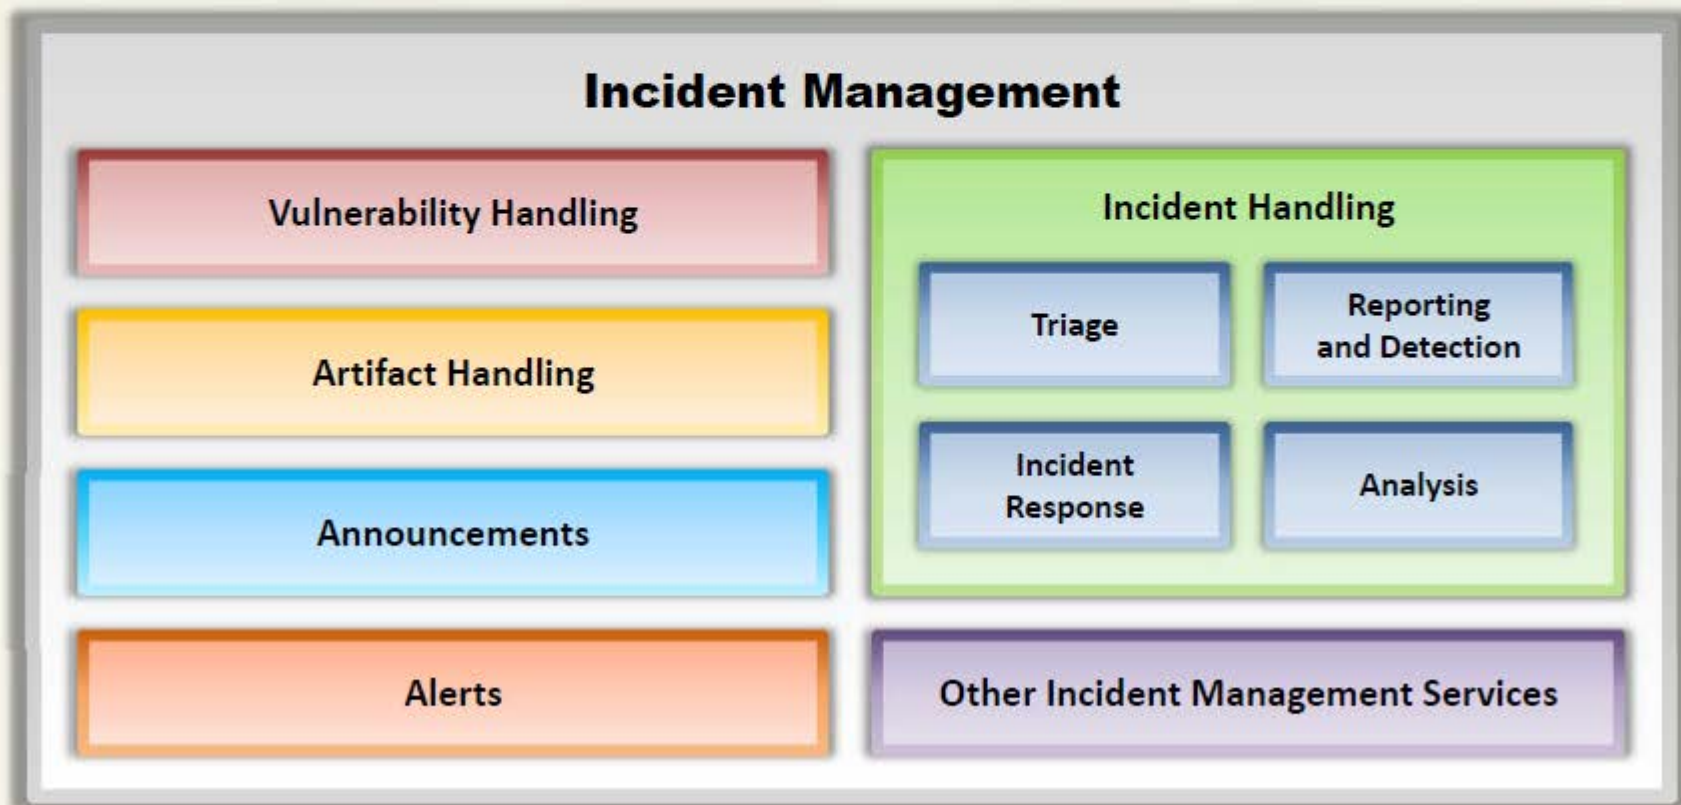 Incident Management
Vulnerability Handling
Artifact Handling
Announcements
Alerts
Incident Handling
Triage
Reporting
and Detection
Incident
Response
Analysis
Other Incident Management Services